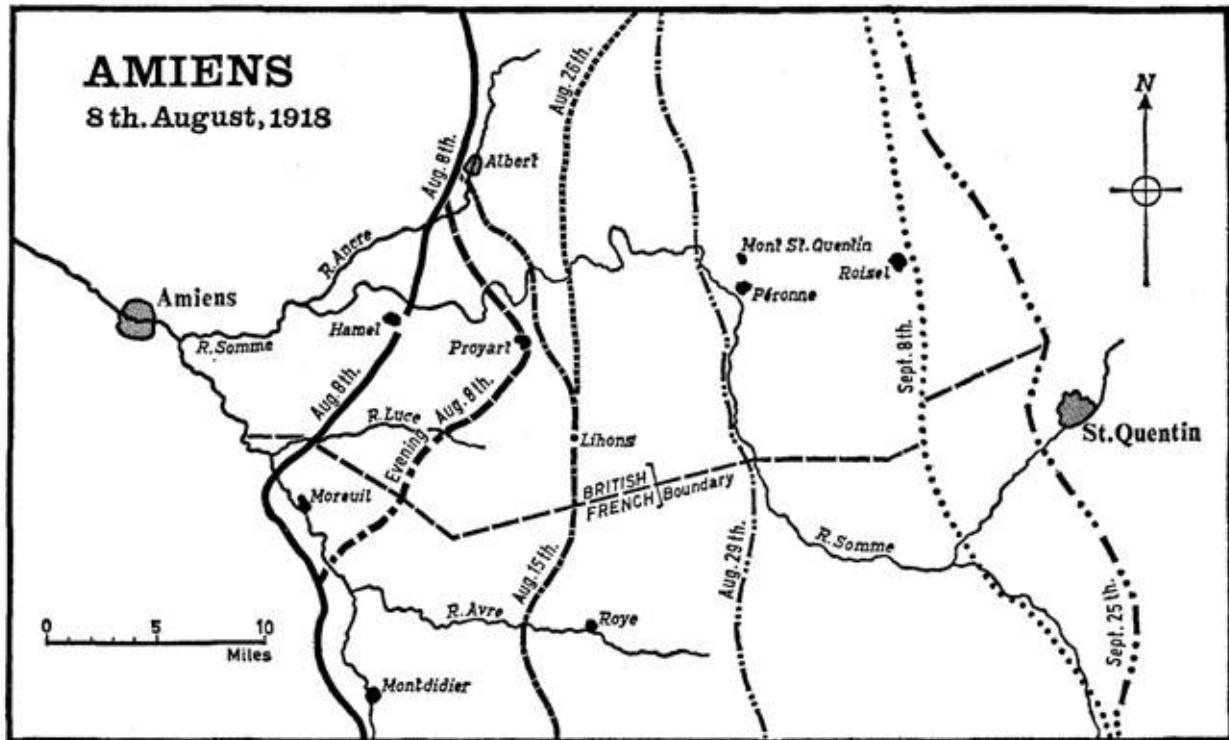 AMIENS
8th. August, 1918
Aug. 8th.
Albert
Aug. 26th.
N
R. Ancre
Mont St. Quentin
Péronne
Roisel
Amiens
Hamel
R. Somme
Proyart
Aug. 8th.
Evening Aug. 8th.
R. Luce
Sept. 8th.
Lihons
St. Quentin
BRITISH
FRENCH
Boundary
Moreuil
R. Somme
Aug. 15th.
Aug. 29th.
Sept. 25th.
R. Avre
Roye
0 5 10
Miles
Montdidier